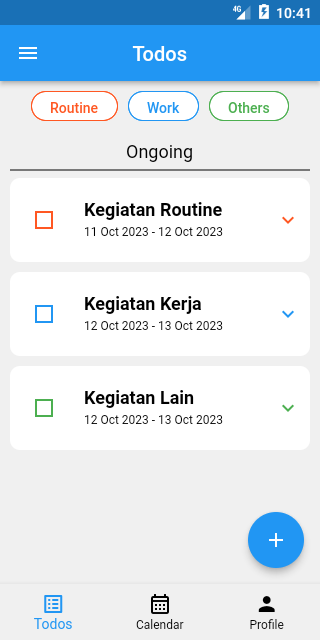 4G 10:41
Todos
Routine Work Others
Ongoing
Kegiatan Routine
11 Oct 2023 - 12 Oct 2023
Kegiatan Kerja
12 Oct 2023 - 13 Oct 2023
Kegiatan Lain
12 Oct 2023 - 13 Oct 2023
Todos Calendar Profile